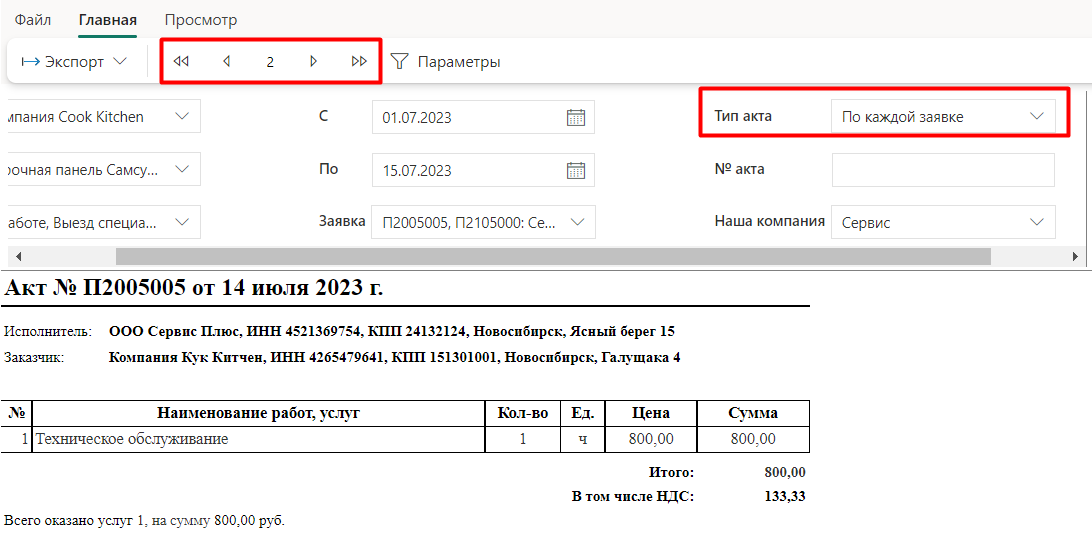 Файл Главная Просмотр
Экспорт 2 Параметры
мпания Cook Kitchen С 01.07.2023 Тип акта По каждой заявке
рочная панель Самсу... По 15.07.2023 № акта
аботе, Выезд специа... Заявка П2005005, П2105000: Се... Наша компания Сервис
Акт № П2005005 от 14 июля 2023 г.
Исполнитель: ООО Сервис Плюс, ИНН 4521369754, КПП 24132124, Новосибирск, Ясный берег 15
Заказчик: Компания Кук Китчен, ИНН 4265479641, КПП 151301001, Новосибирск, Галущака 4
№ Наименование работ, услуг Кол-во Ед. Цена Сумма
1 Техническое обслуживание 1 ч 800,00 800,00
Итого: 800,00
В том числе НДС: 133,33
Всего оказано услуг 1, на сумму 800,00 руб.